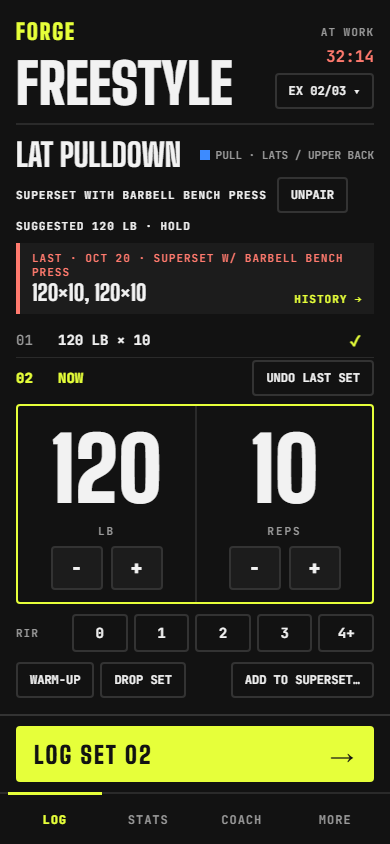 FORGE
AT WORK
FREESTYLE
32:14
EX 02/03 ▾
LAT PULLDOWN
PULL · LATS / UPPER BACK
SUPERSET WITH BARBELL BENCH PRESS
UNPAIR
SUGGESTED 120 LB · HOLD
LAST · OCT 20 · SUPERSET W/ BARBELL BENCH
PRESS
120×10, 120×10
HISTORY →
01 120 LB × 10 ✓
02 NOW
UNDO LAST SET
120 10
LB REPS
- + - +
RIR 0 1 2 3 4+
WARM-UP DROP SET ADD TO SUPERSET…
LOG SET 02 →
LOG STATS COACH MORE